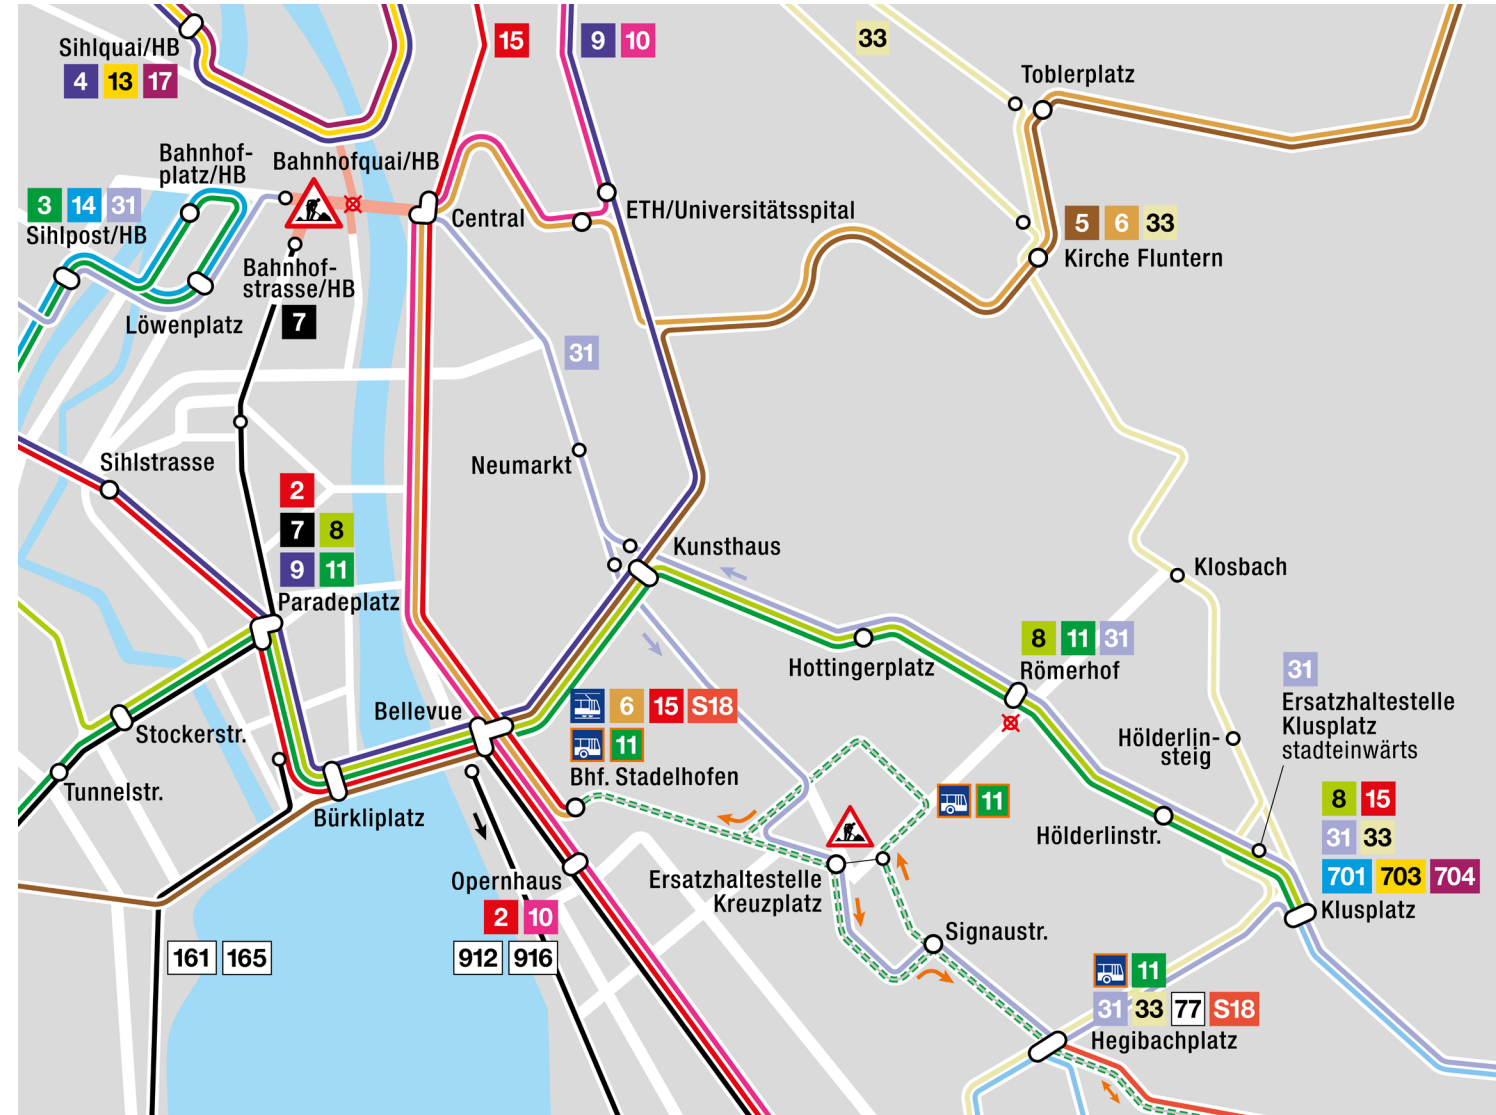 15
9 10
33
Sihlquai/HB
4 13 17
Toblerplatz
Bahnhof-
platz/HB
Bahnhofquai/HB
3 14 31
Sihlpost/HB
Central
ETH/Universitätsspital
5 6 33
Kirche Fluntern
Bahnhof-
strasse/HB
7
Löwenplatz
31
Sihlstrasse
Neumarkt
2
7 8
9 11
Paradeplatz
Kunsthaus
Klosbach
Hottingerplatz
8 11 31
Römerhof
31
Ersatzhaltestelle
Klusplatz
stadteinwärts
Stockerstr.
Bellevue
6 15 S18
11
Bhf. Stadelhofen
Hölderlin-
steig
Tunnelstr.
Bürkliplatz
11
Hölderlinstr.
8 15
31 33
701 703 704
Klusplatz
Ersatzhaltestelle
Kreuzplatz
Opernhaus
2 10
912 916
161 165
Signaustr.
11
31 33 77 S18
Hegibachplatz